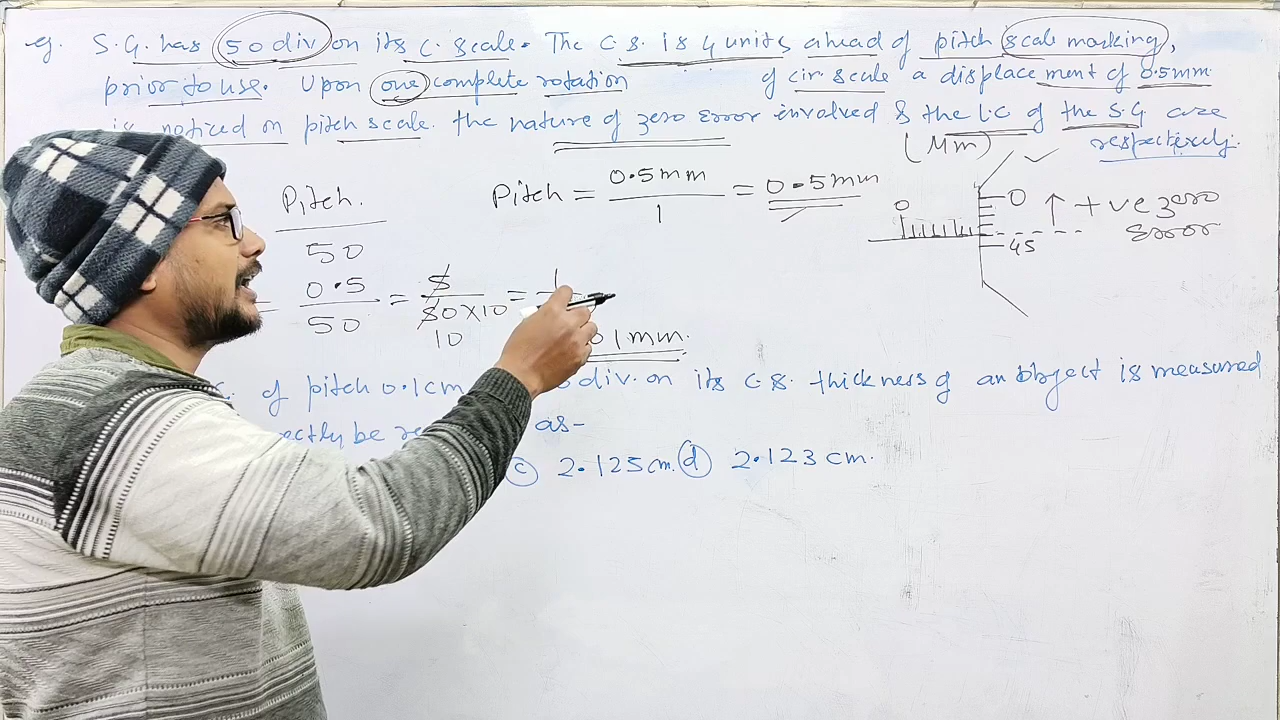 eg. S.G. has 50 div on its C. scale. The C.S. is 4 units ahead of pitch scale marking,
prior to use. Upon one complete rotation of cir. scale a displacement of 0.5mm
is noticed on pitch scale. the nature of zero error involved & the L.C of the S.G are
respectively.
(Mm)
Pitch.
50
Pitch = 0.5mm / 1 = 0.5mm
0
0
45
↑ +ve zero
Error
0.5 / 50 = 5 / 50×10 = 1
10
01mm.
of pitch 0.1cm div. on its C.S. thickness of an object is measured
ectly be as-
(c) 2.125cm. (d) 2.123cm.